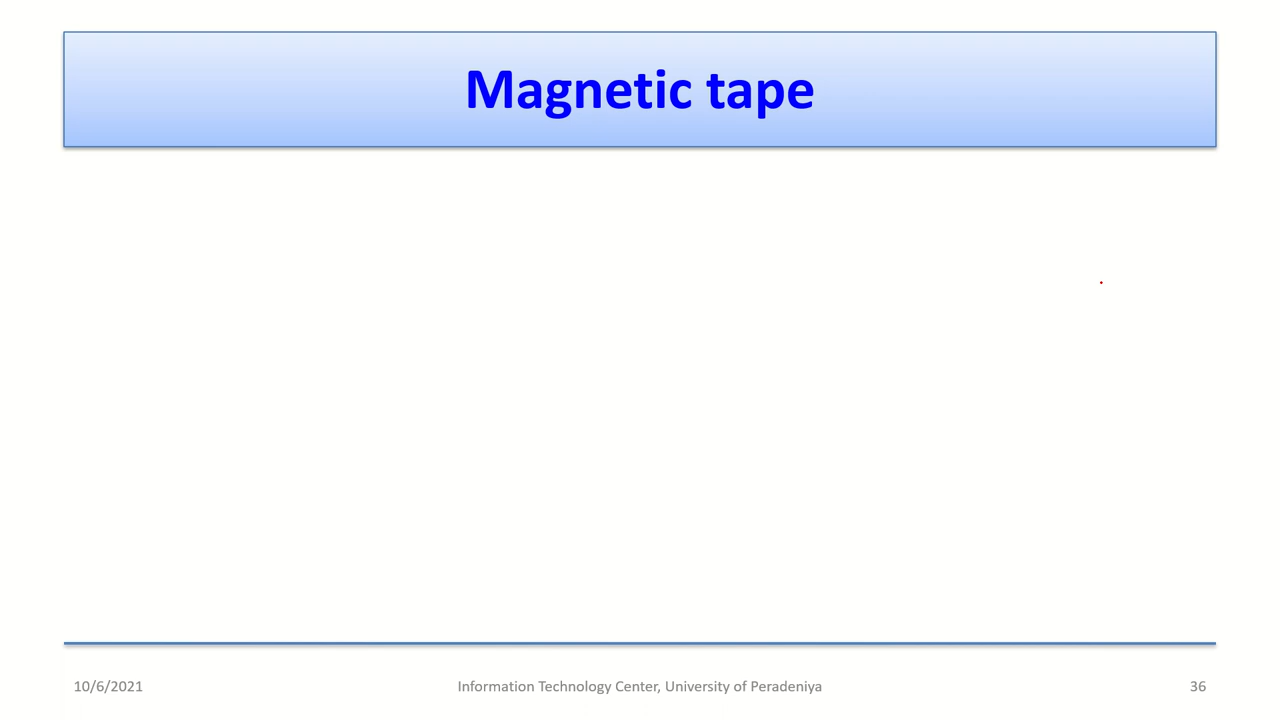 Magnetic tape
10/6/2021
Information Technology Center, University of Peradeniya
36